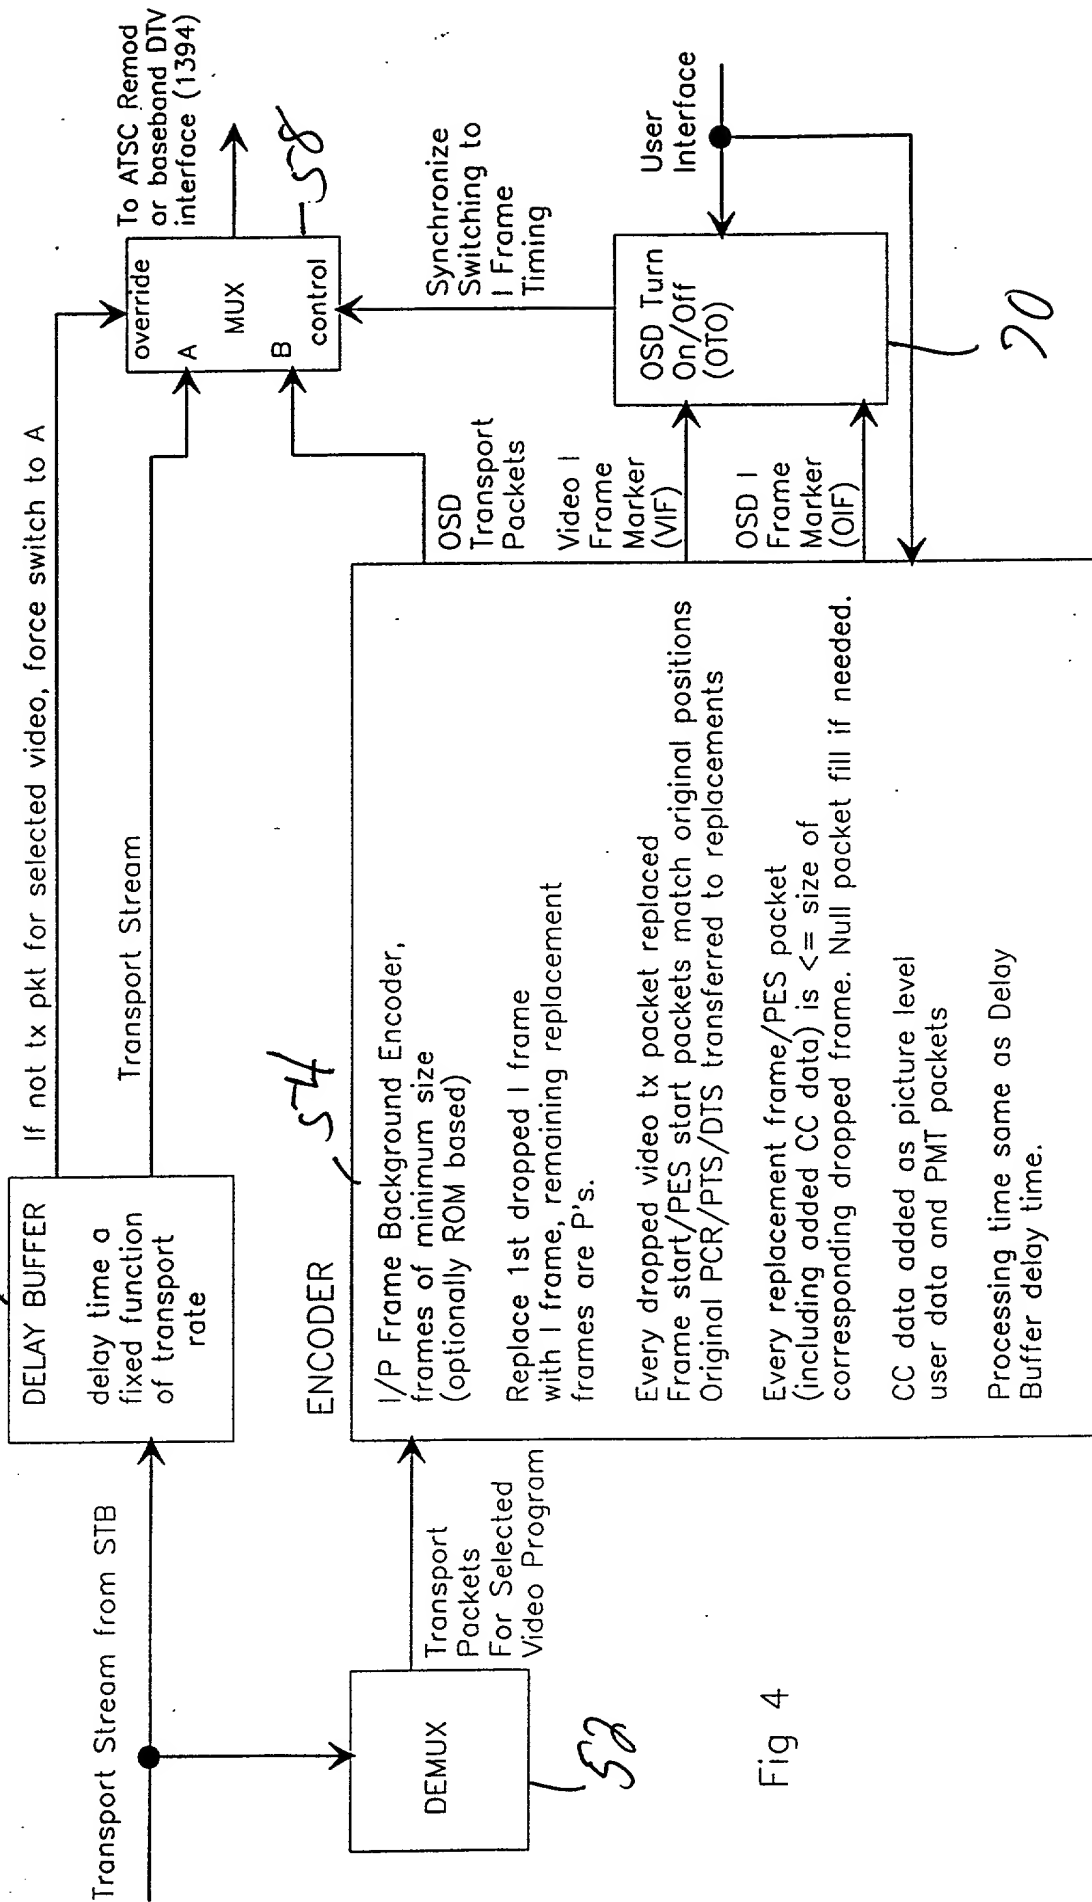 Transport Stream from STB
DELAY BUFFER
delay time a
fixed function
of transport
rate
If not tx pkt for selected video, force switch to A
Transport Stream
override
A
MUX
B
control
To ATSC Remod
or baseband DTV
interface (1394)
58
DEMUX
52
Transport
Packets
For Selected
Video Program
ENCODER
54
I/P Frame Background Encoder,
frames of minimum size
(optionally ROM based)
Replace 1st dropped I frame
with I frame, remaining replacement
frames are P's.
Every dropped video tx packet replaced
Frame start/PES start packets match original positions
Original PCR/PTS/DTS transferred to replacements
Every replacement frame/PES packet
(including added CC data) is <= size of
corresponding dropped frame. Null packet fill if needed.
CC data added as picture level
user data and PMT packets
Processing time same as Delay
Buffer delay time.
OSD
Transport
Packets
Video I
Frame
Marker
(VIF)
OSD I
Frame
Marker
(OIF)
Synchronize
Switching to
I Frame
Timing
OSD Turn
On/Off
(OTO)
70
User
Interface
Fig 4